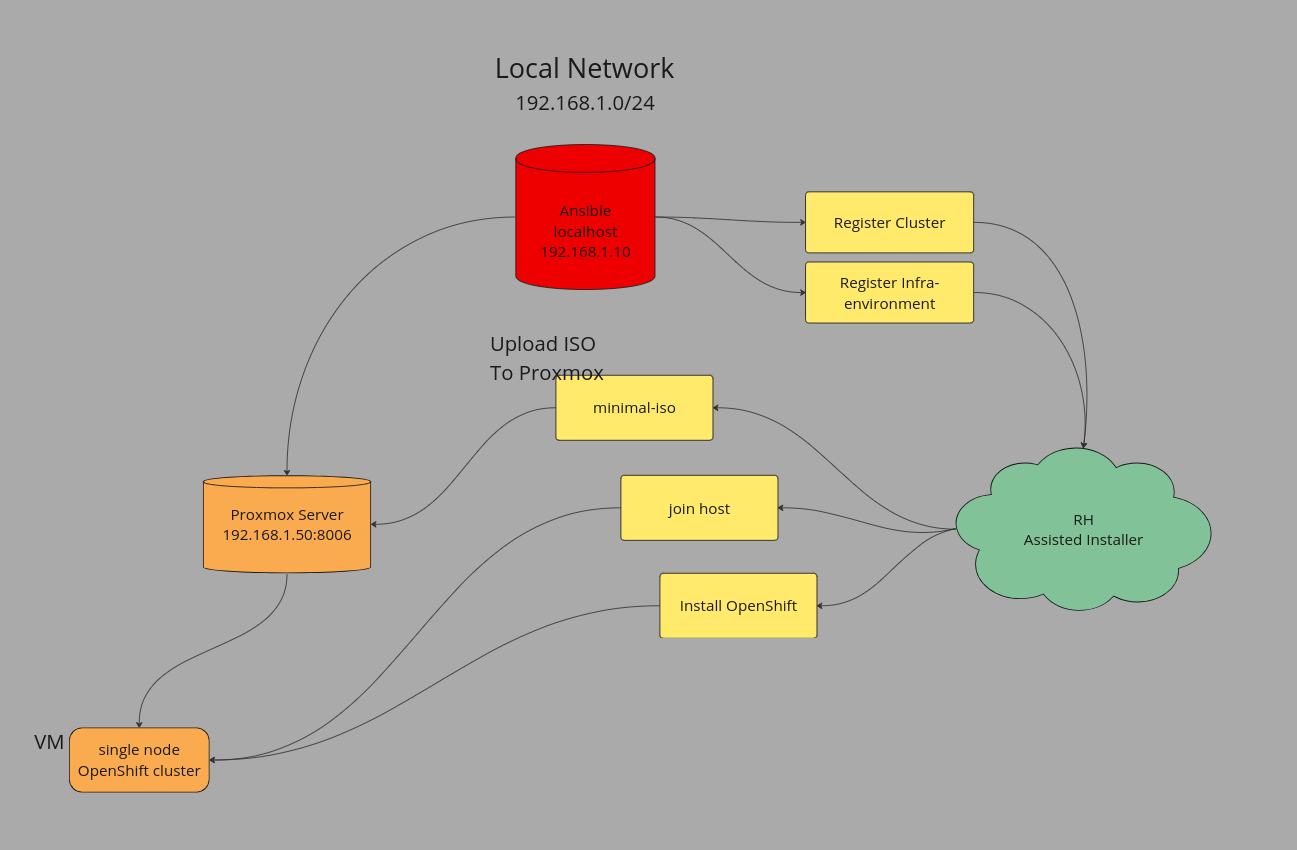 Local Network
192.168.1.0/24
Ansible
localhost
192.168.1.10
Register Cluster
Register Infra-
environment
Upload ISO
To Proxmox
minimal-iso
join host
Install OpenShift
RH
Assisted Installer
Proxmox Server
192.168.1.50:8006
VM
single node
OpenShift cluster